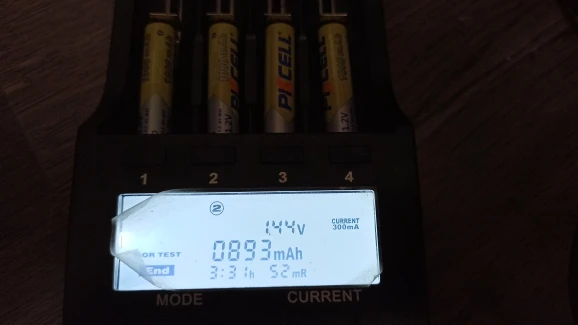 PKCELL
PKCELL
1.2V
1.2V
1 2 3 4
2
1.44V
CURRENT
300mA
OR TEST
0893mAh
End
3:31h 52mR
MODE CURRENT